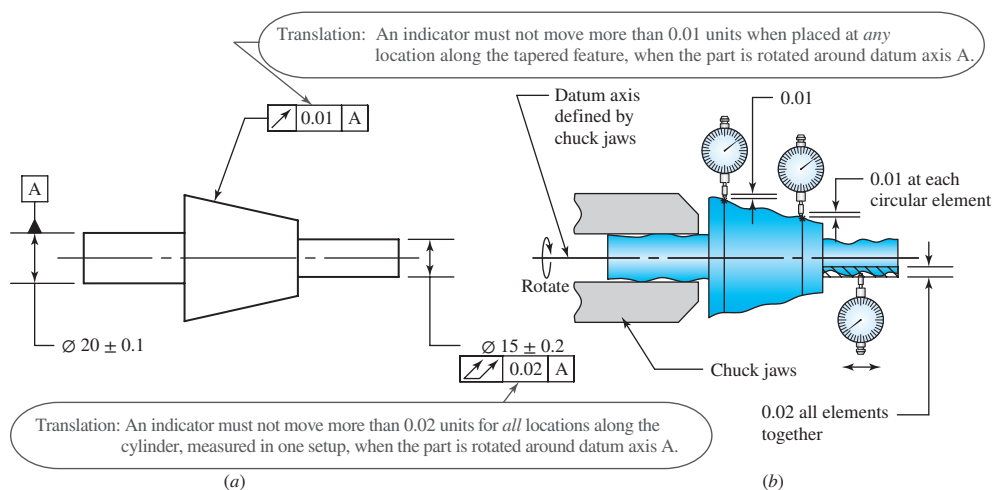 Translation: An indicator must not move more than 0.01 units when placed at any
location along the tapered feature, when the part is rotated around datum axis A.
0.01 A
A
Ø 20 ± 0.1
Ø 15 ± 0.2
0.02 A
Translation: An indicator must not move more than 0.02 units for all locations along the
cylinder, measured in one setup, when the part is rotated around datum axis A.
(a)
Datum axis
defined by
chuck jaws
0.01
0.01 at each
circular element
Rotate
Chuck jaws
0.02 all elements
together
(b)